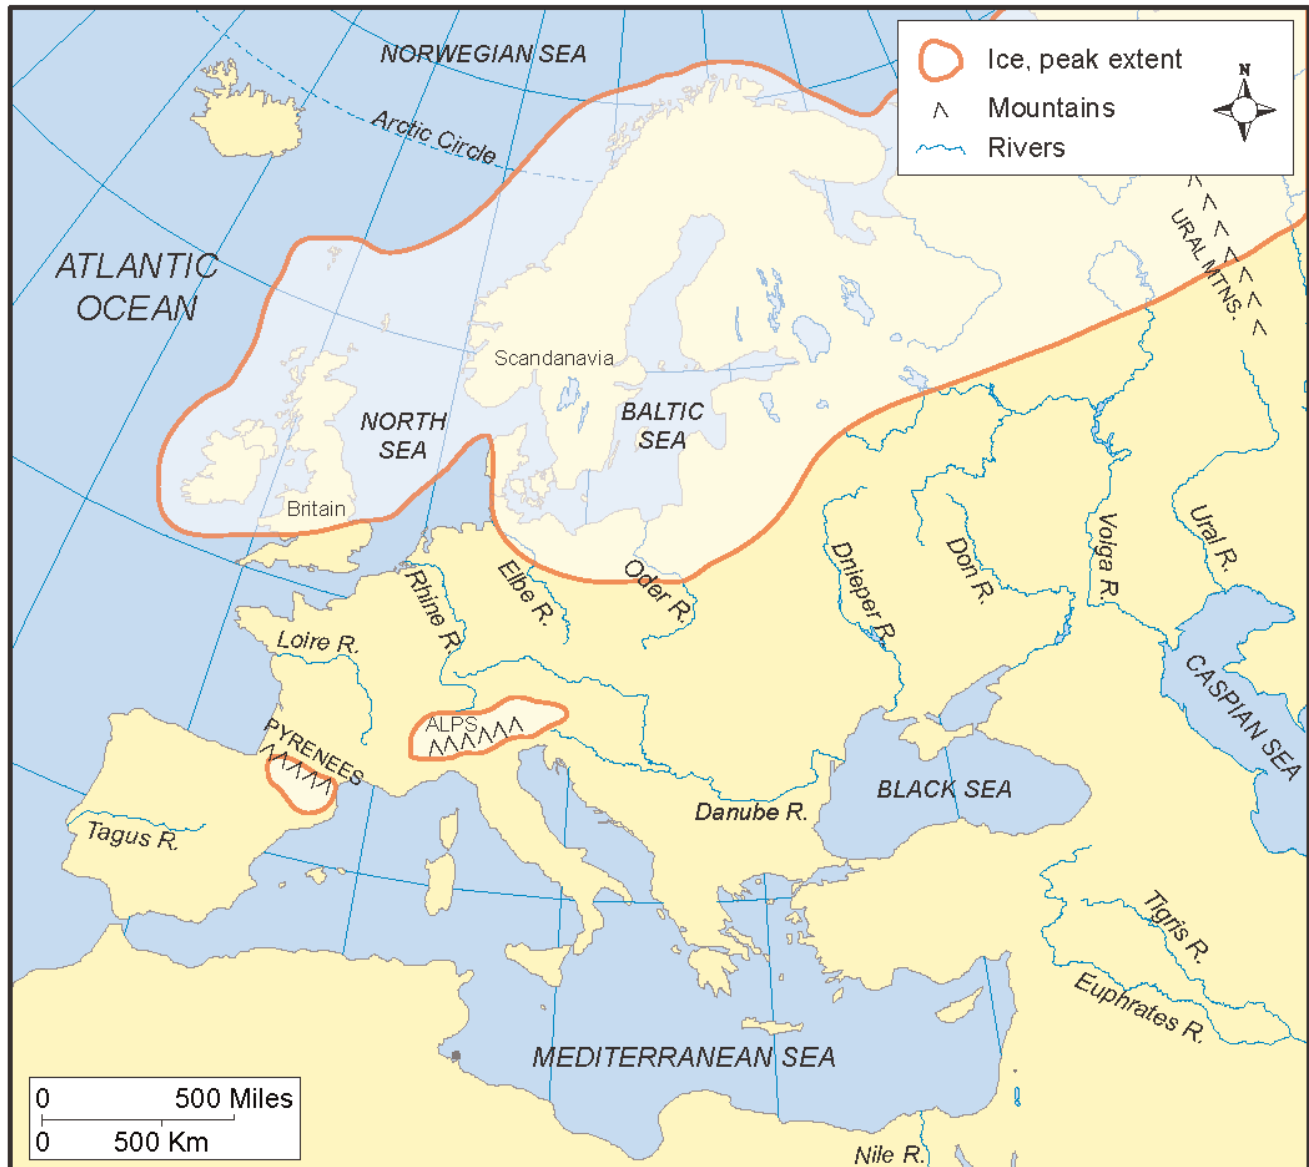 NORWEGIAN SEA
Ice, peak extent
N
Mountains
Rivers
Arctic Circle
ATLANTIC
OCEAN
URAL MTNS.
Scandanavia
NORTH
SEA
BALTIC
SEA
Britain
Rhine R.
Elbe R.
Oder R.
Dnieper R.
Don R.
Volga R.
Ural R.
Loire R.
CASPIAN SEA
ALPS
PYRENEES
BLACK SEA
Danube R.
Tagus R.
Tigris R.
Euphrates R.
MEDITERRANEAN SEA
0 500 Miles
0 500 Km
Nile R.